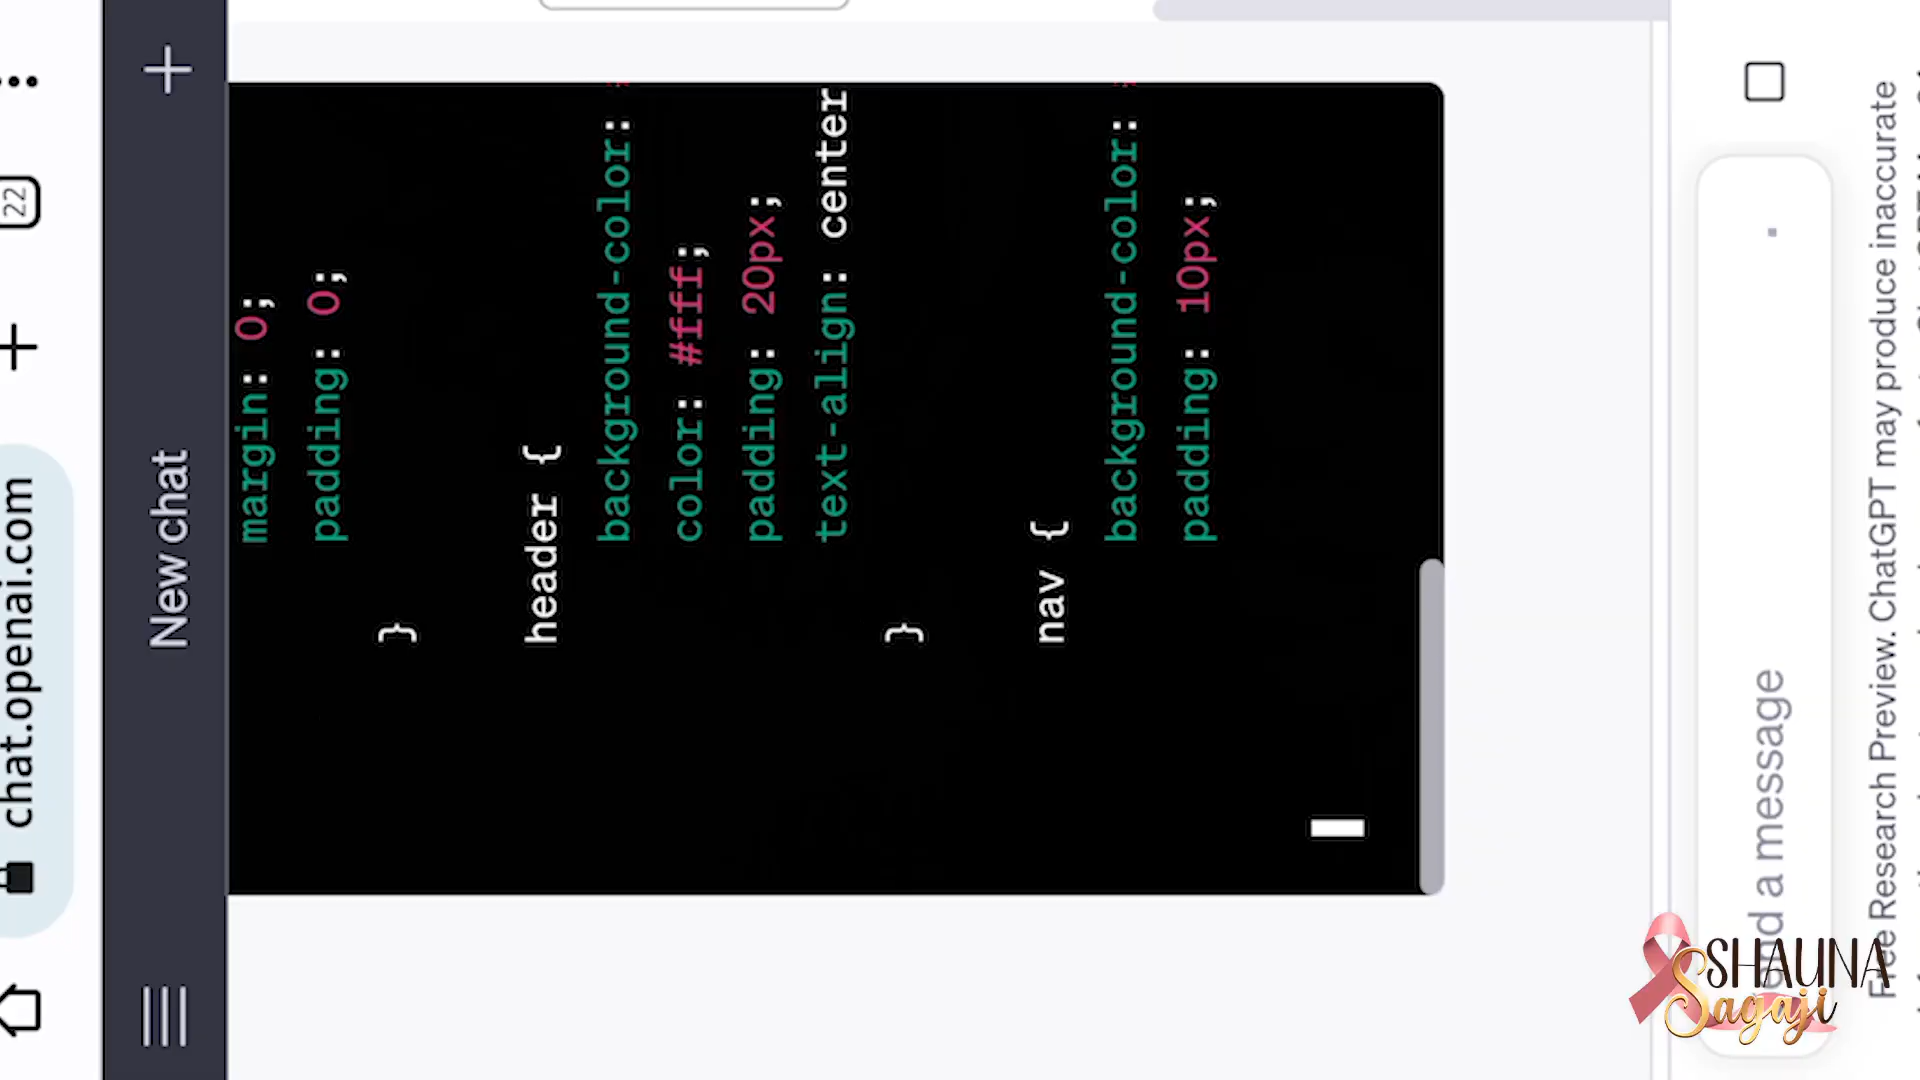 22
chat.openai.com
New chat
margin: 0;
padding: 0;
}
header {
background-color:
color: #fff;
padding: 20px;
text-align: center
}
nav {
background-color:
padding: 10px;
a message
Free Research Preview. ChatGPT may produce inaccurate
SHAUNA
Sagaji